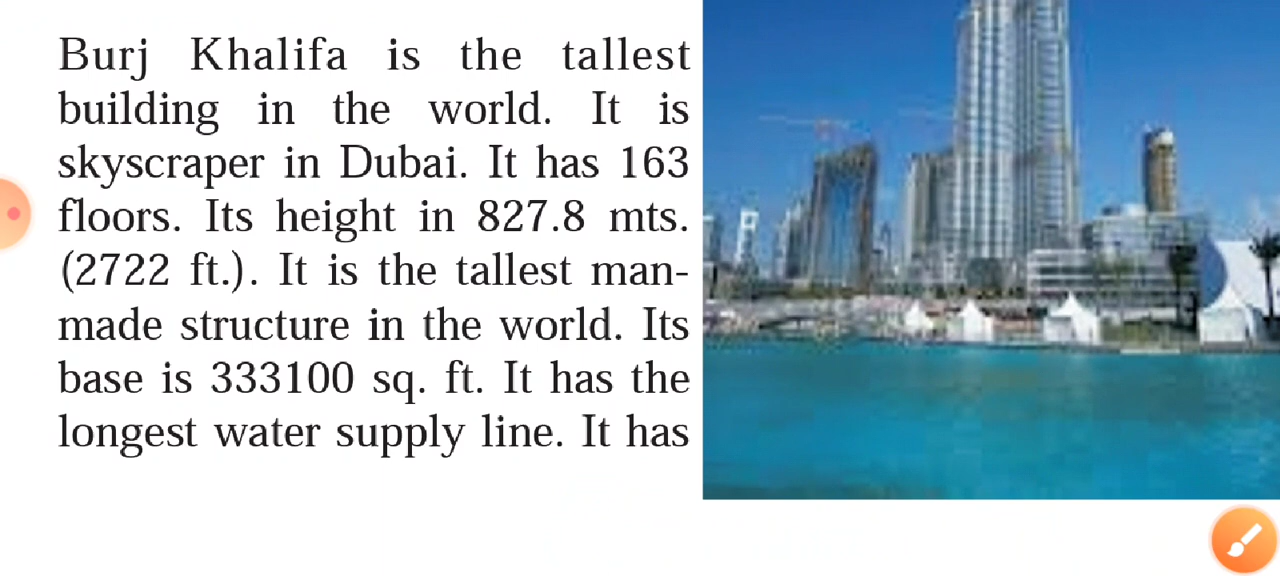 Burj Khalifa is the tallest
building in the world. It is
skyscraper in Dubai. It has 163
floors. Its height in 827.8 mts.
(2722 ft.). It is the tallest man-
made structure in the world. Its
base is 333100 sq. ft. It has the
longest water supply line. It has